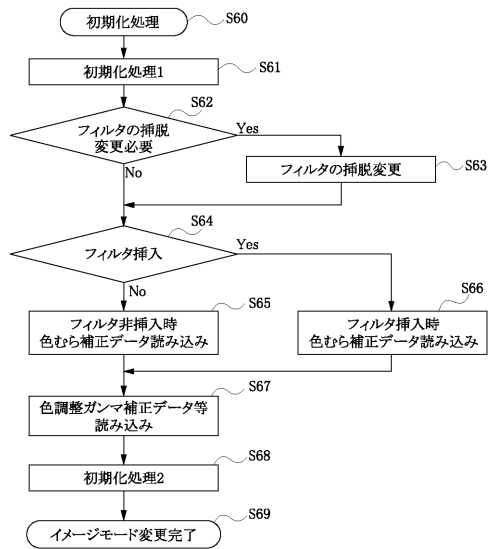 初期化処理
S60
初期化処理1
S61
フィルタの挿脱
変更必要
S62
Yes
No
フィルタの挿脱変更
S63
フィルタ挿入
S64
Yes
No
フィルタ非挿入時
色むら補正データ読み込み
S65
フィルタ挿入時
色むら補正データ読み込み
S66
色調整ガンマ補正データ等
読み込み
S67
初期化処理2
S68
イメージモード変更完了
S69